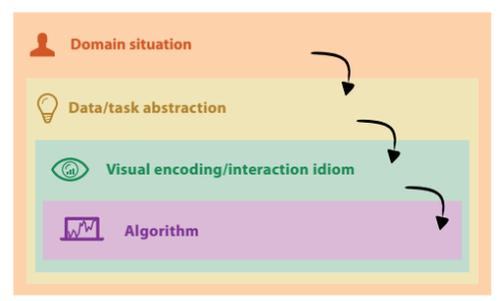 Domain situation
Data/task abstraction
Visual encoding/interaction idiom
Algorithm